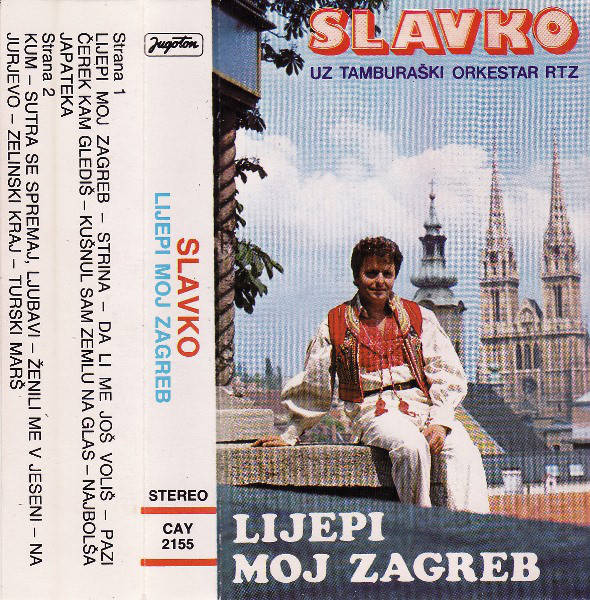 Strana 1
LIJEPI MOJ ZAGREB – STRINA – DA LI ME JOŠ VOLIŠ – PAZI
ČEREK KAM GLEDIŠ – KUŠNUL SAM ZEMLU NA GLAS – NAJBOLŠA
JAPATEKA
Strana 2
KUM – SUTRA SE SPREMAJ, LJUBAVI – ŽENILI ME V JESENI – NA
JURJEVO – ZELINSKI KRAJ – TURSKI MARŠ
Jugoton
SLAVKO
LIJEPI MOJ ZAGREB
STEREO
CAY
2155
SLAVKO
UZ TAMBURAŠKI ORKESTAR RTZ
LIJEPI
MOJ ZAGREB